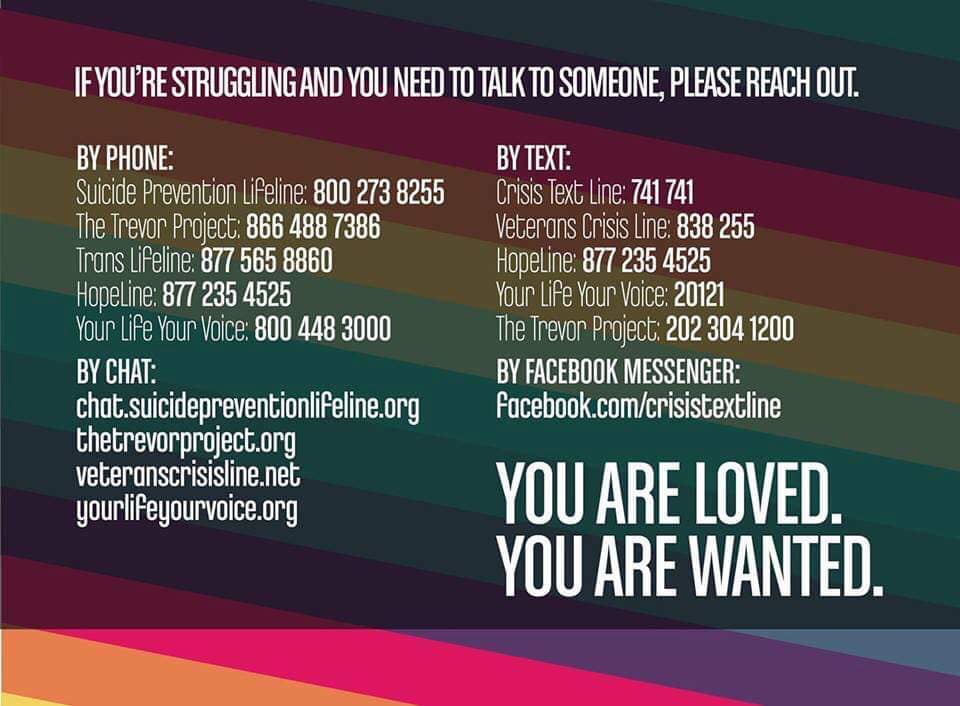 IF YOU'RE STRUGGLING AND YOU NEED TO TALK TO SOMEONE, PLEASE REACH OUT.
BY PHONE:
Suicide Prevention Lifeline: 800 273 8255
The Trevor Project: 866 488 7386
Trans Lifeline: 877 565 8860
HopeLine: 877 235 4525
Your Life Your Voice: 800 448 3000
BY CHAT:
chat.suicidepreventionlifeline.org
thetrevorproject.org
veteranscrisisline.net
yourlifeyourvoice.org
BY TEXT:
Crisis Text Line: 741 741
Veterans Crisis Line: 838 255
HopeLine: 877 235 4525
Your Life Your Voice: 20121
The Trevor Project: 202 304 1200
BY FACEBOOK MESSENGER:
facebook.com/crisistextline
YOU ARE LOVED.
YOU ARE WANTED.